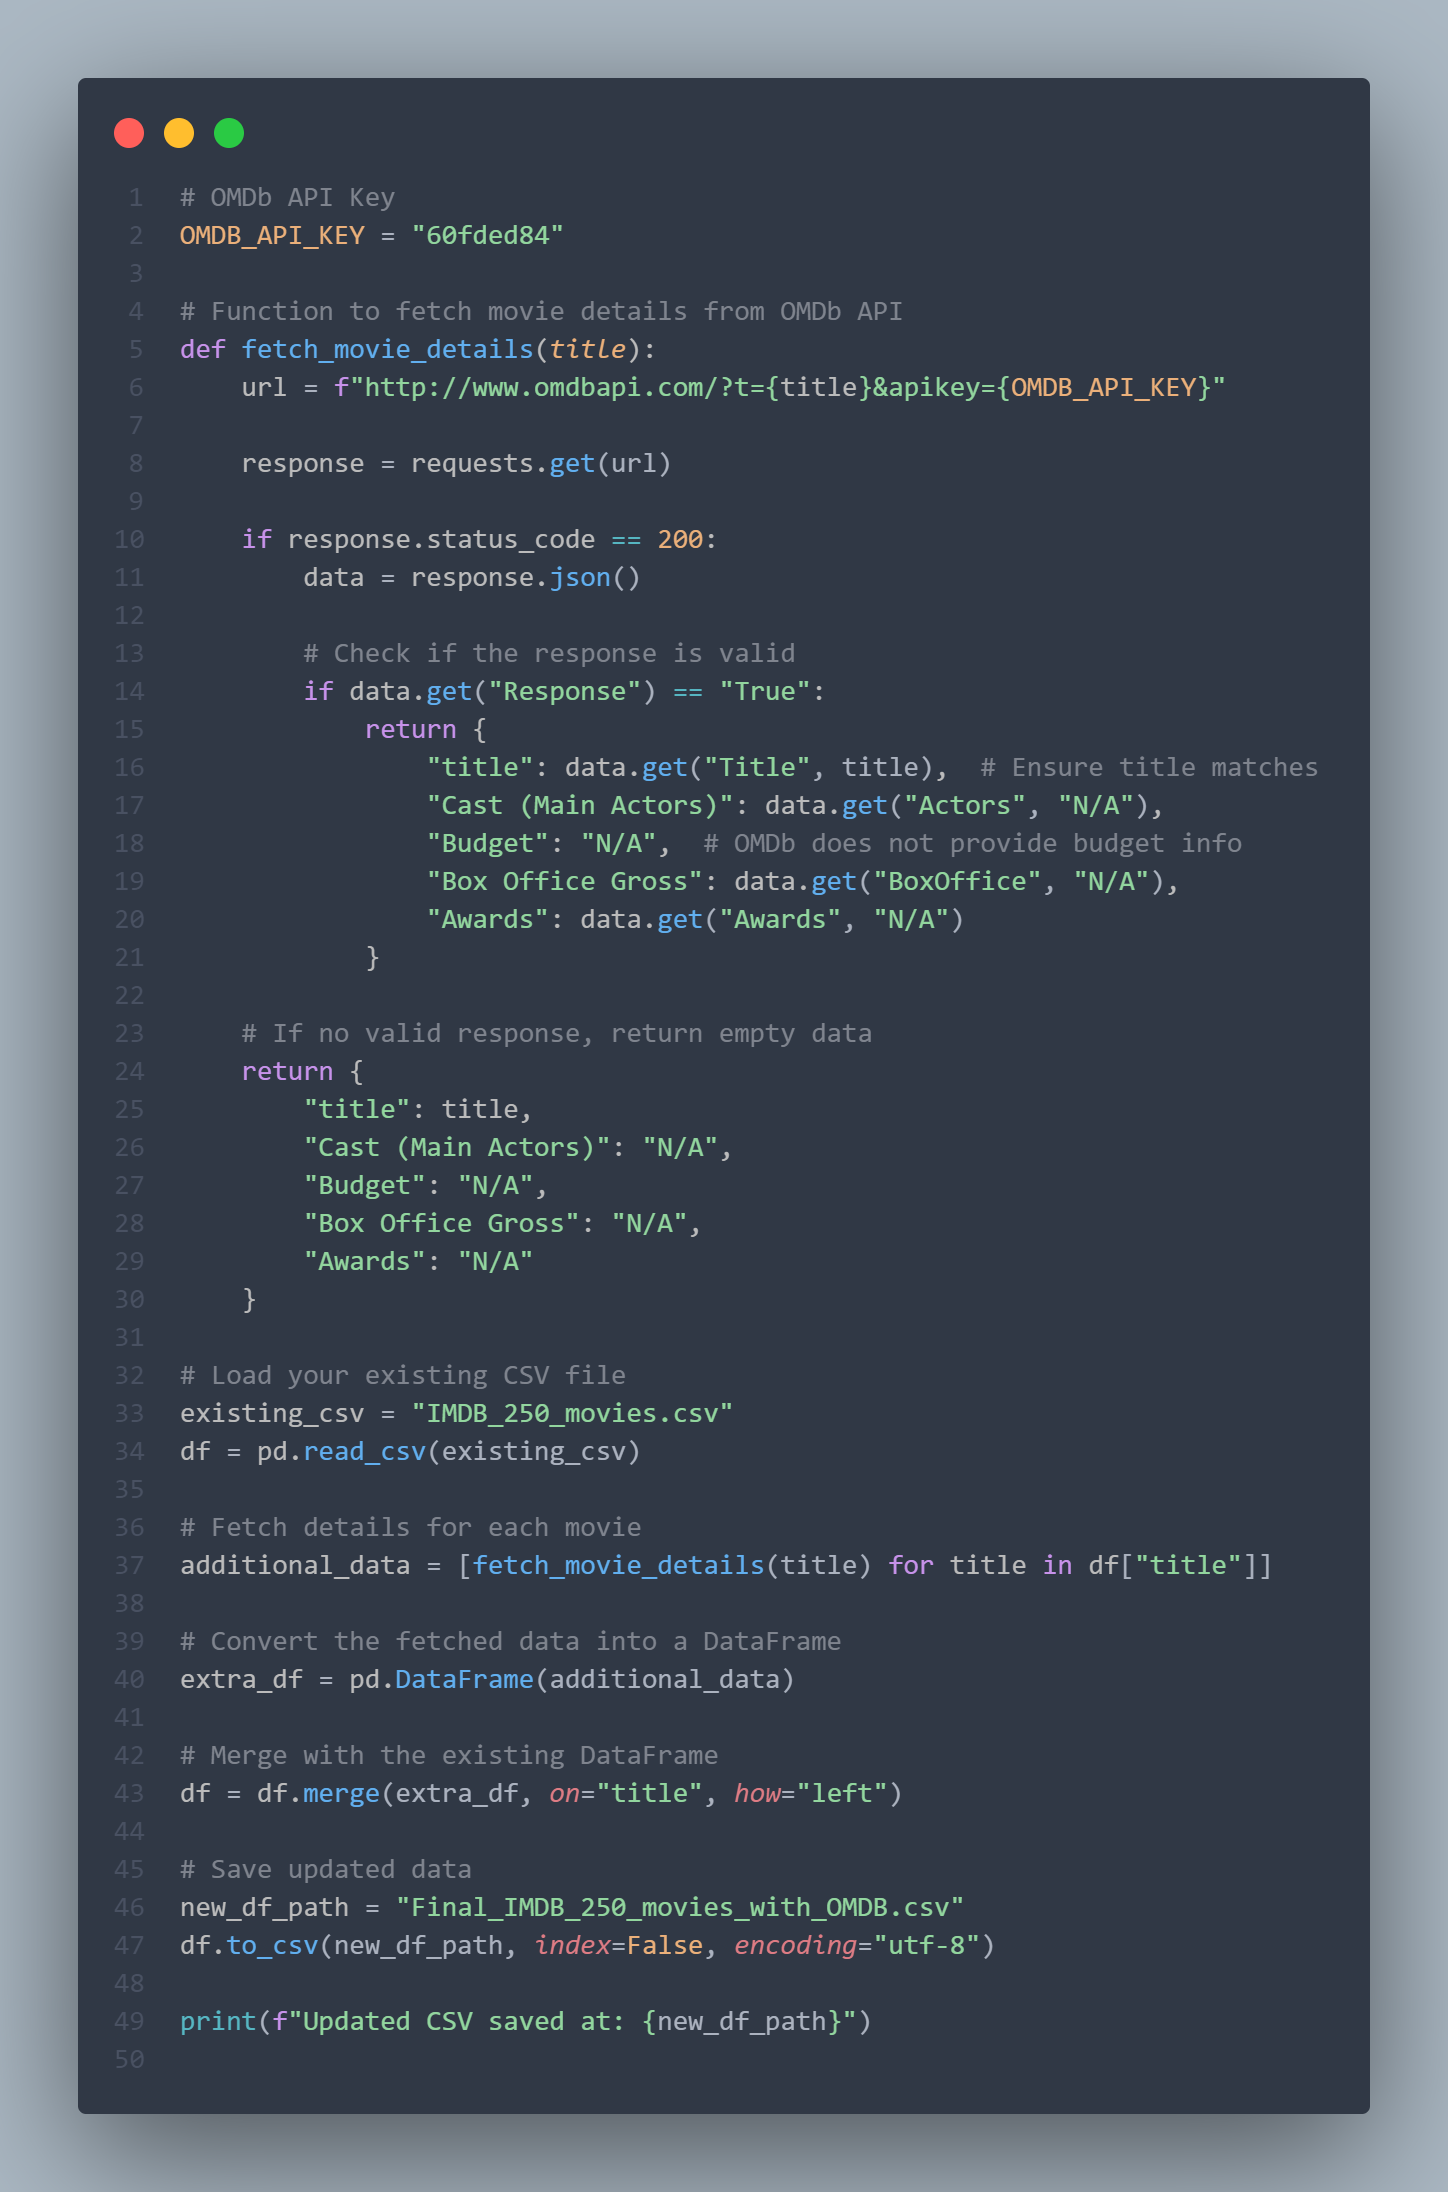 1 # OMDb API Key
2 OMDB_API_KEY = "60fded84"
3
4 # Function to fetch movie details from OMDb API
5 def fetch_movie_details(title):
6     url = f"http://www.omdbapi.com/?t={title}&apikey={OMDB_API_KEY}"
7
8     response = requests.get(url)
9
10     if response.status_code == 200:
11         data = response.json()
12
13         # Check if the response is valid
14         if data.get("Response") == "True":
15             return {
16                 "title": data.get("Title", title),  # Ensure title matches
17                 "Cast (Main Actors)": data.get("Actors", "N/A"),
18                 "Budget": "N/A",  # OMDb does not provide budget info
19                 "Box Office Gross": data.get("BoxOffice", "N/A"),
20                 "Awards": data.get("Awards", "N/A")
21             }
22
23     # If no valid response, return empty data
24     return {
25         "title": title,
26         "Cast (Main Actors)": "N/A",
27         "Budget": "N/A",
28         "Box Office Gross": "N/A",
29         "Awards": "N/A"
30     }
31
32 # Load your existing CSV file
33 existing_csv = "IMDB_250_movies.csv"
34 df = pd.read_csv(existing_csv)
35
36 # Fetch details for each movie
37 additional_data = [fetch_movie_details(title) for title in df["title"]]
38
39 # Convert the fetched data into a DataFrame
40 extra_df = pd.DataFrame(additional_data)
41
42 # Merge with the existing DataFrame
43 df = df.merge(extra_df, on="title", how="left")
44
45 # Save updated data
46 new_df_path = "Final_IMDB_250_movies_with_OMDB.csv"
47 df.to_csv(new_df_path, index=False, encoding="utf-8")
48
49 print(f"Updated CSV saved at: {new_df_path}")
50